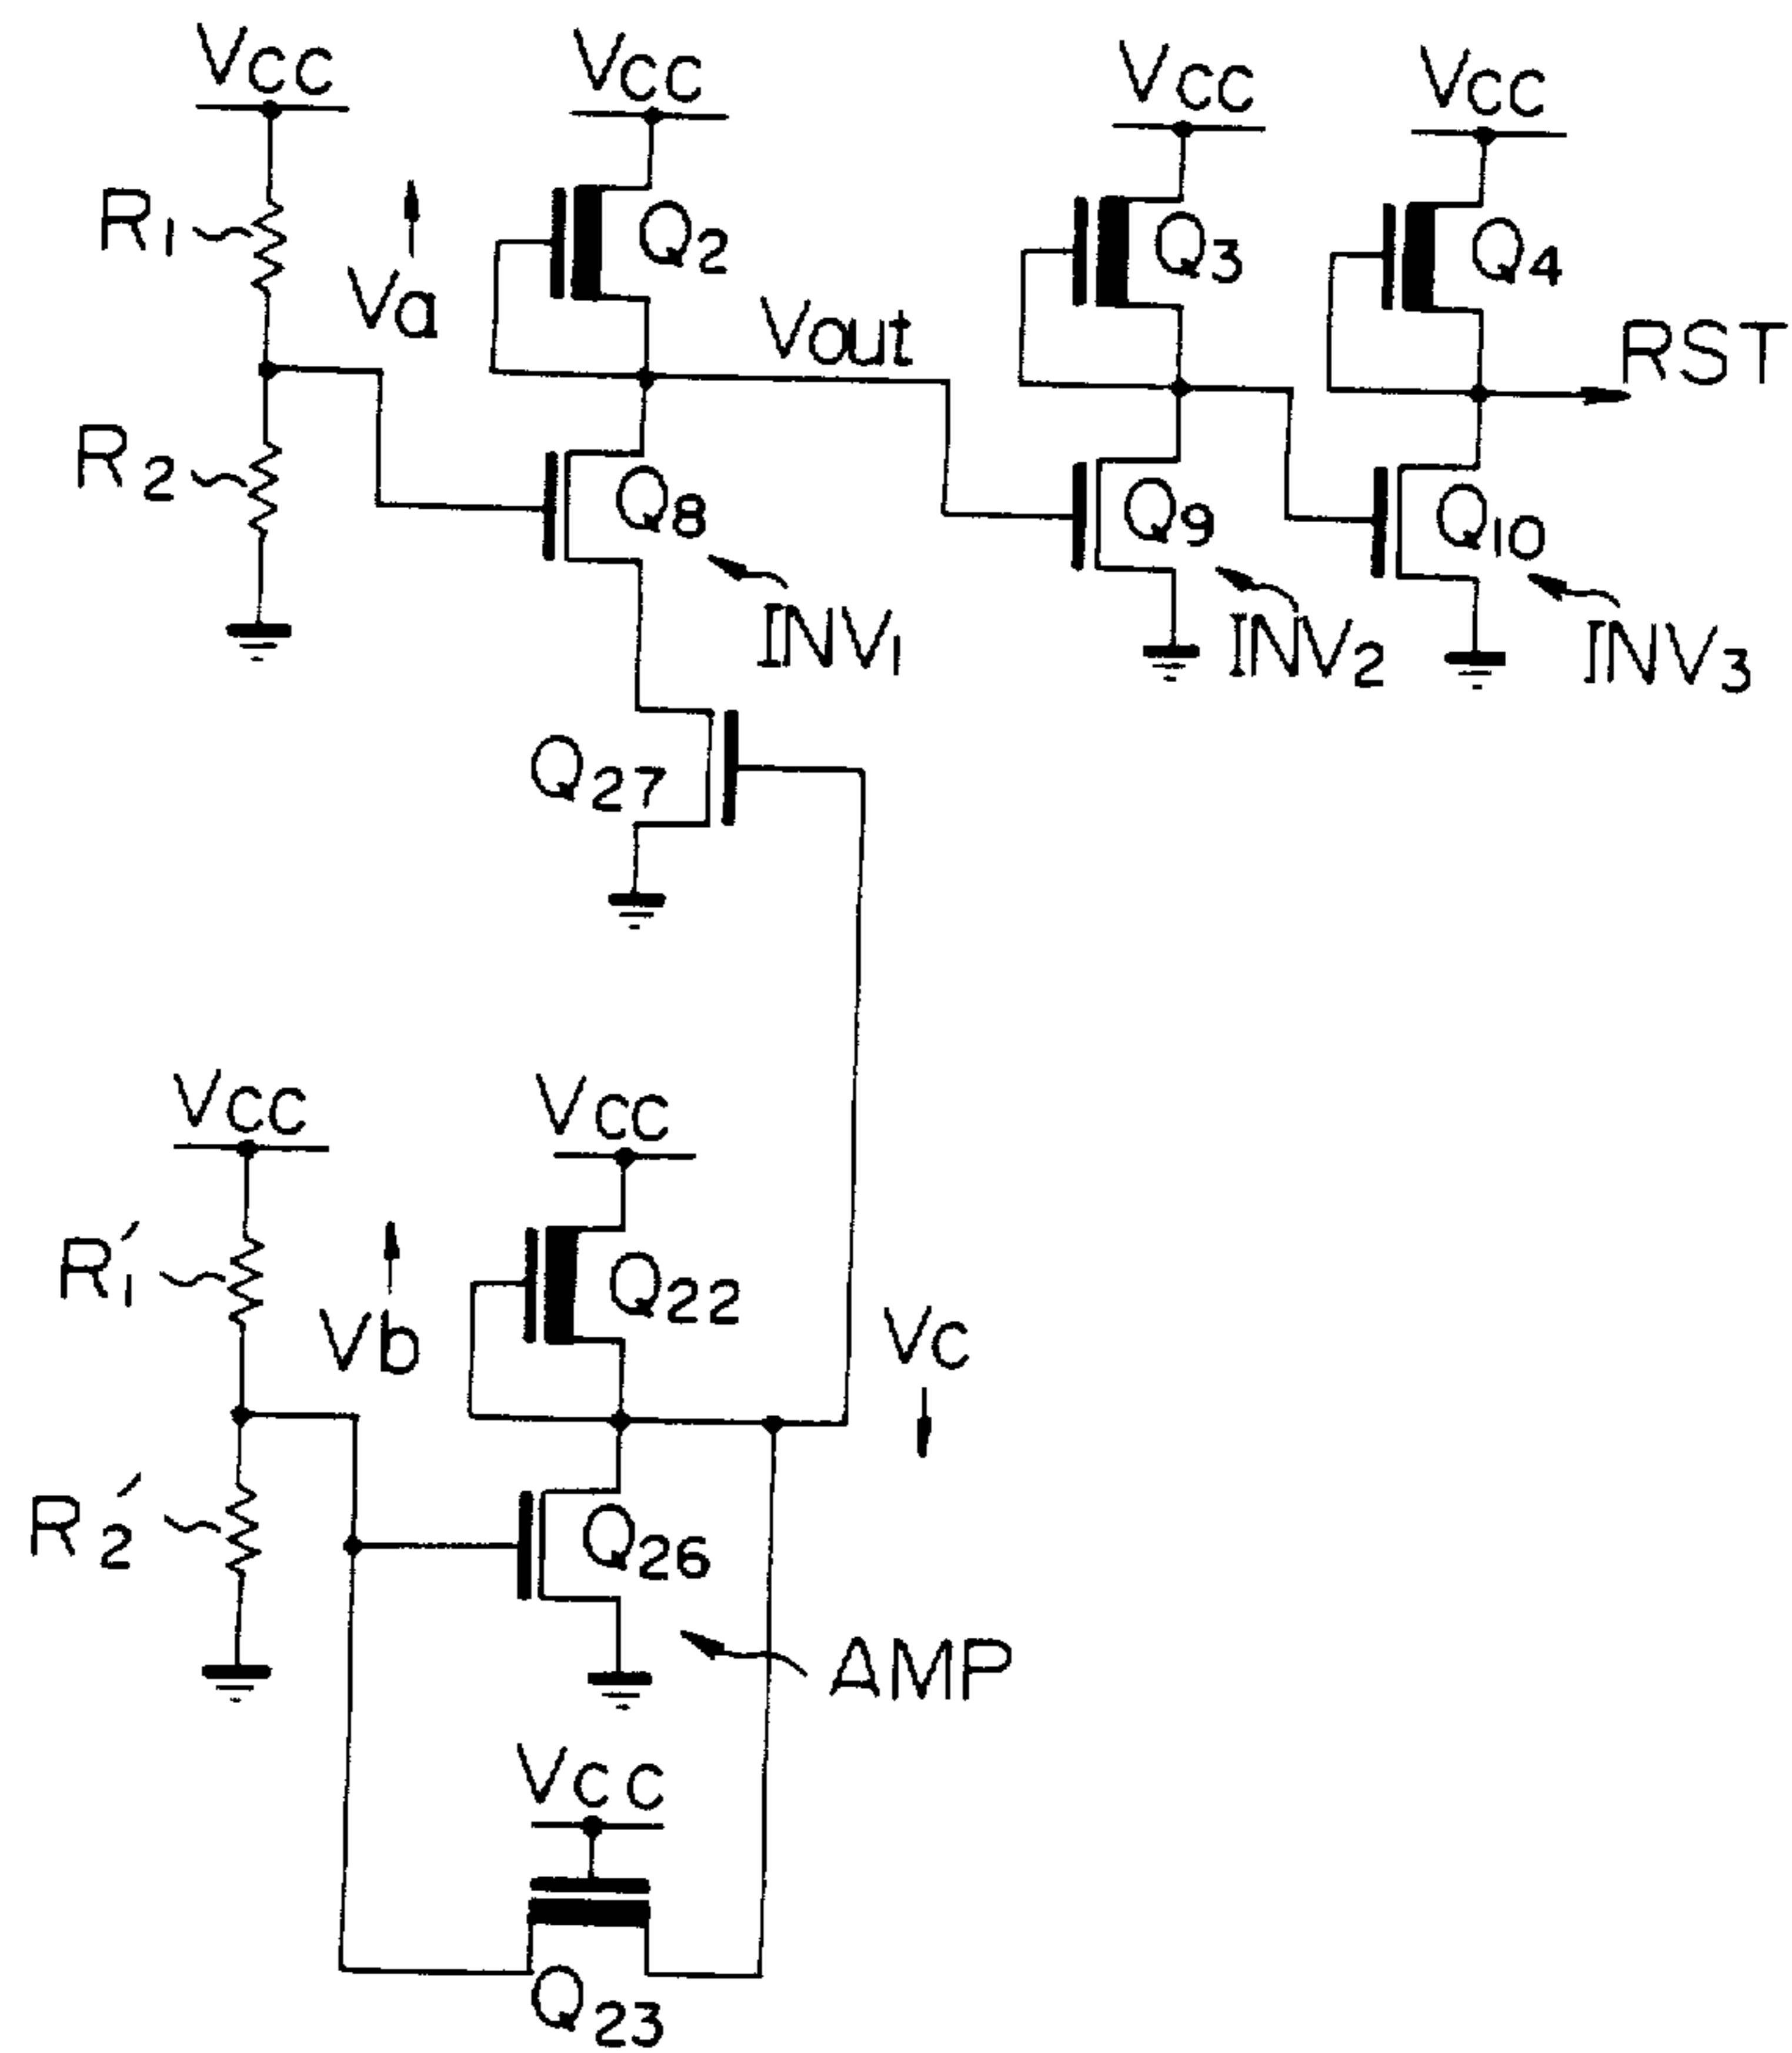 Vcc Vcc Vcc Vcc
R1 Va Q2 Vout Q3 Q4 RST
R2 Q8 Q9 Q10
INV1 INV2 INV3
Q27
Vcc Vcc
R1' Vb Q22 Vc
R2' Q26
AMP
Vcc
Q23